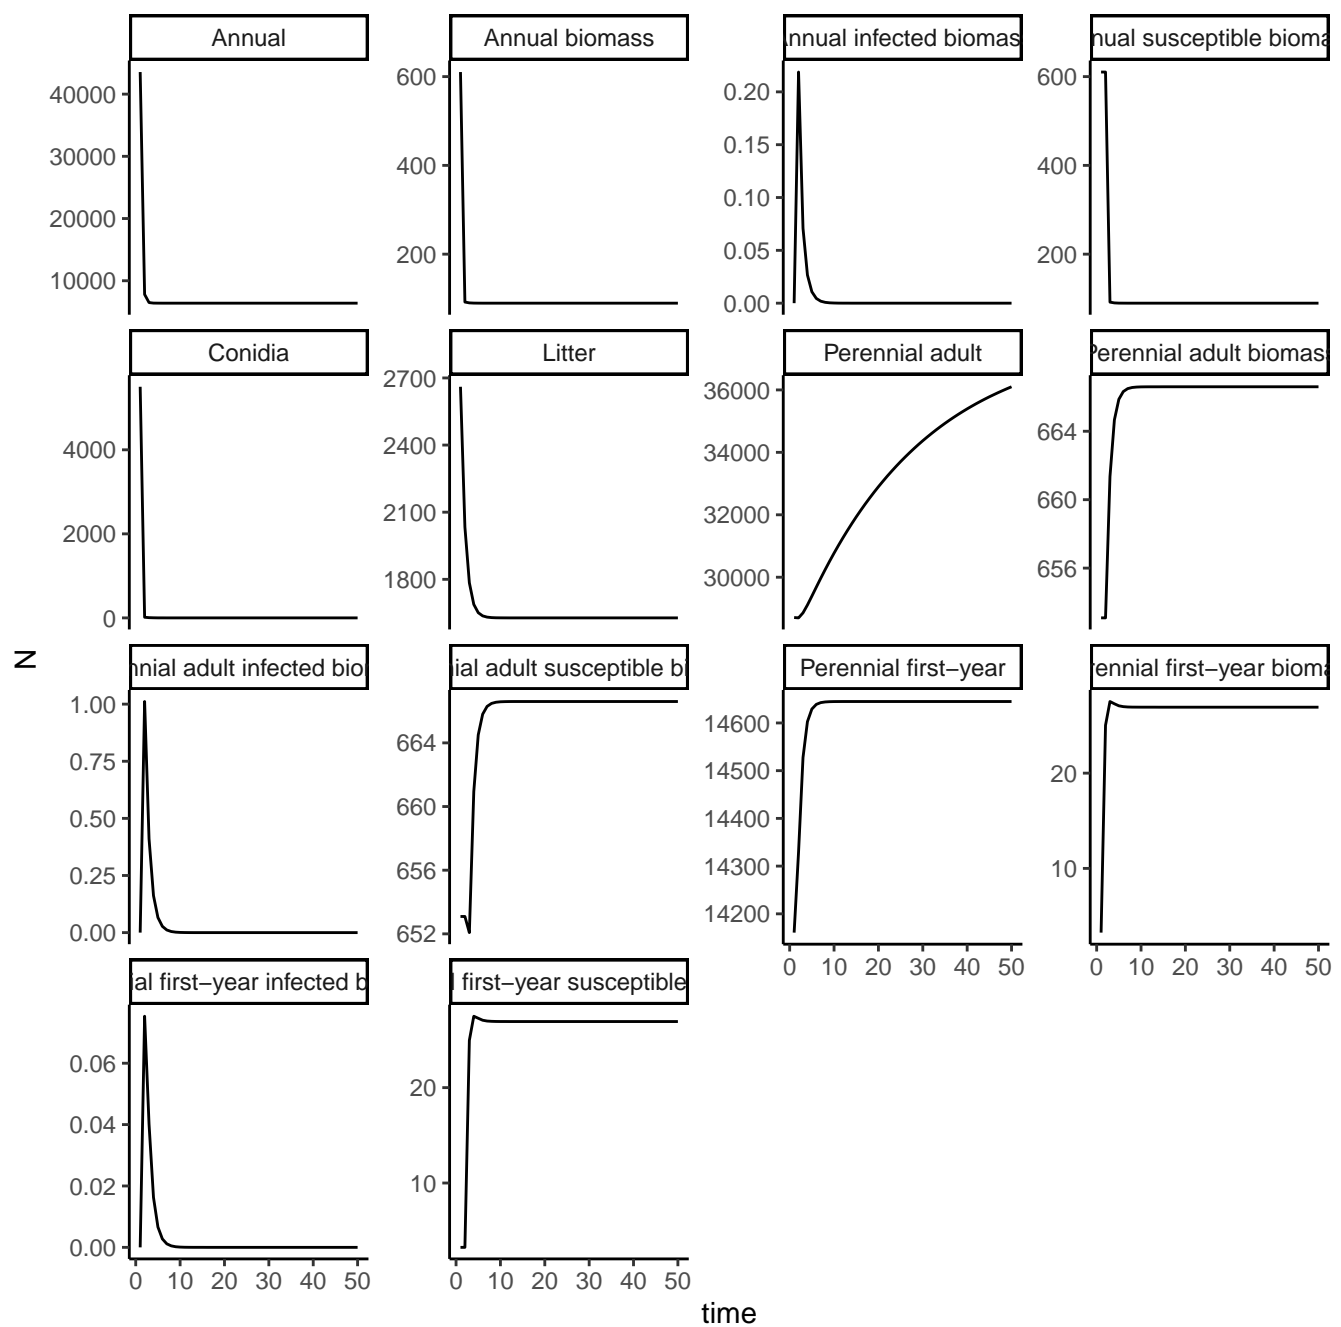 Annual
Annual biomass
nnual infected biomas
nual susceptible bioma
40000
30000
20000
10000
600
400
200
0.20
0.15
0.10
0.05
0.00
600
400
200
Conidia
Litter
Perennial adult
Perennial adult biomas
4000
2000
0
2700
2400
2100
1800
36000
34000
32000
30000
664
660
656
nnial adult infected bio
ial adult susceptible bi
Perennial first−year
rennial first−year bioma
1.00
0.75
0.50
0.25
0.00
664
660
656
652
14600
14500
14400
14300
14200
20
10
0 10 20 30 40 50
0 10 20 30 40 50
ial first−year infected b
first−year susceptible
0.06
0.04
0.02
0.00
20
10
0 10 20 30 40 50
0 10 20 30 40 50
time
N